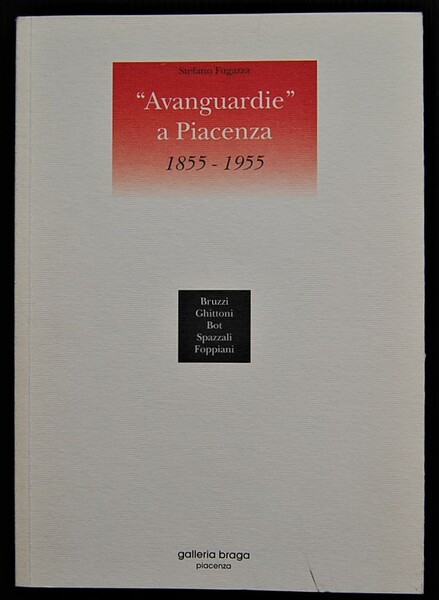 Stefano Fugazza
“Avanguardie”
a Piacenza
1855 - 1955
Bruzzi
Ghittoni
Bot
Spazzali
Foppiani
galleria braga
piacenza